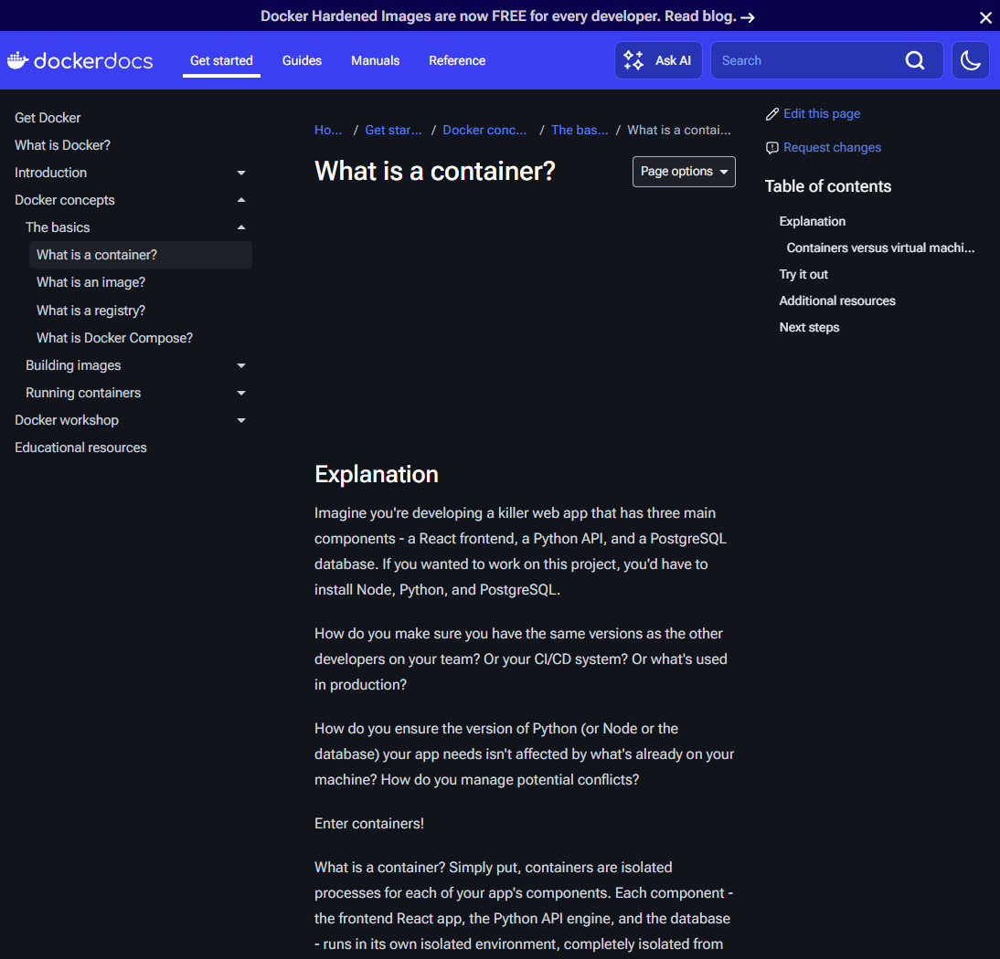 Docker Hardened Images are now FREE for every developer. Read blog. →
dockerdocs
Get started
Guides
Manuals
Reference
Ask AI
Search
Get Docker
What is Docker?
Introduction
Docker concepts
The basics
What is a container?
What is an image?
What is a registry?
What is Docker Compose?
Building images
Running containers
Docker workshop
Educational resources
Ho... / Get star... / Docker conc... / The bas... / What is a contai...
What is a container?
Page options
Explanation
Imagine you're developing a killer web app that has three main
components - a React frontend, a Python API, and a PostgreSQL
database. If you wanted to work on this project, you'd have to
install Node, Python, and PostgreSQL.
How do you make sure you have the same versions as the other
developers on your team? Or your CI/CD system? Or what's used
in production?
How do you ensure the version of Python (or Node or the
database) your app needs isn't affected by what's already on your
machine? How do you manage potential conflicts?
Enter containers!
What is a container? Simply put, containers are isolated
processes for each of your app's components. Each component -
the frontend React app, the Python API engine, and the database
- runs in its own isolated environment, completely isolated from
Edit this page
Request changes
Table of contents
Explanation
Containers versus virtual machi...
Try it out
Additional resources
Next steps